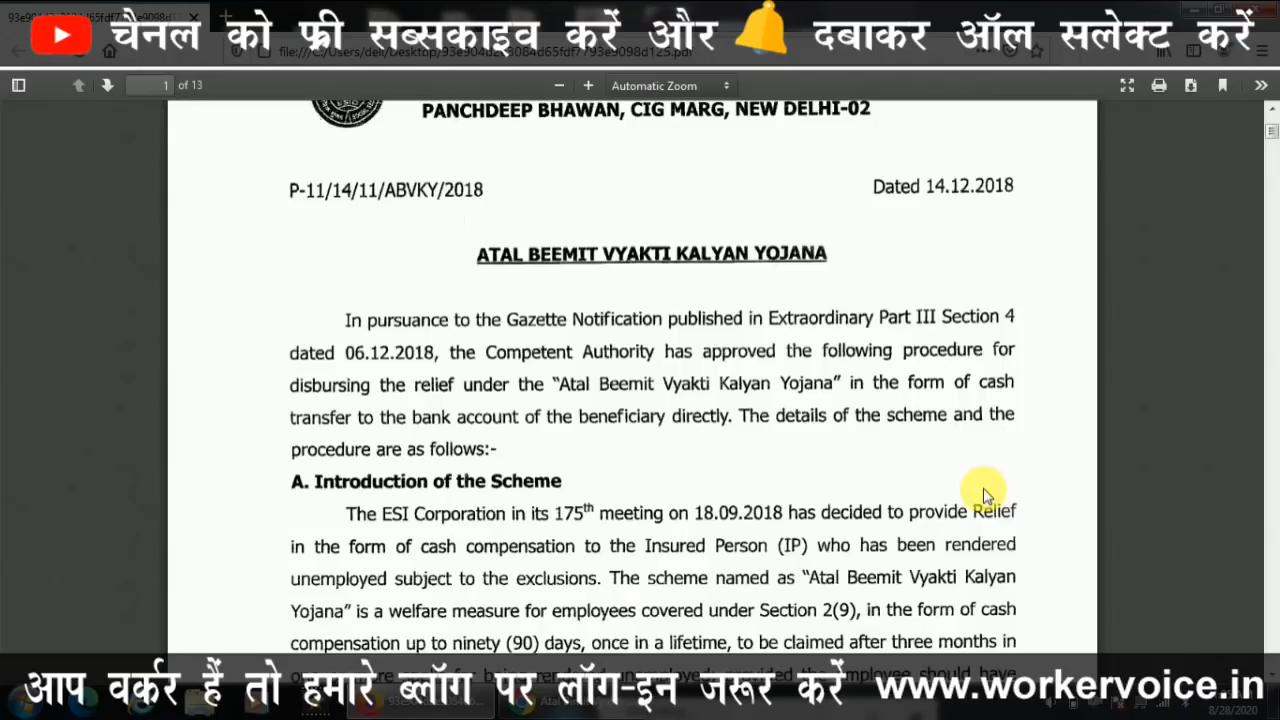 चैनल को फ्री सब्सक्राइव करें और दबाकर ऑल सलेक्ट करें
1 of 13
Automatic Zoom
PANCHDEEP BHAWAN, CIG MARG, NEW DELHI-02
P-11/14/11/ABVKY/2018
Dated 14.12.2018
ATAL BEEMIT VYAKTI KALYAN YOJANA
In pursuance to the Gazette Notification published in Extraordinary Part III Section 4
dated 06.12.2018, the Competent Authority has approved the following procedure for
disbursing the relief under the "Atal Beemit Vyakti Kalyan Yojana" in the form of cash
transfer to the bank account of the beneficiary directly. The details of the scheme and the
procedure are as follows:-
A. Introduction of the Scheme
The ESI Corporation in its 175th meeting on 18.09.2018 has decided to provide Relief
in the form of cash compensation to the Insured Person (IP) who has been rendered
unemployed subject to the exclusions. The scheme named as "Atal Beemit Vyakti Kalyan
Yojana" is a welfare measure for employees covered under Section 2(9), in the form of cash
compensation up to ninety (90) days, once in a lifetime, to be claimed after three months in
आप वर्कर हैं तो हमारे ब्लॉग पर लॉग-इन जरूर करें www.workervoice.in
8/28/2020